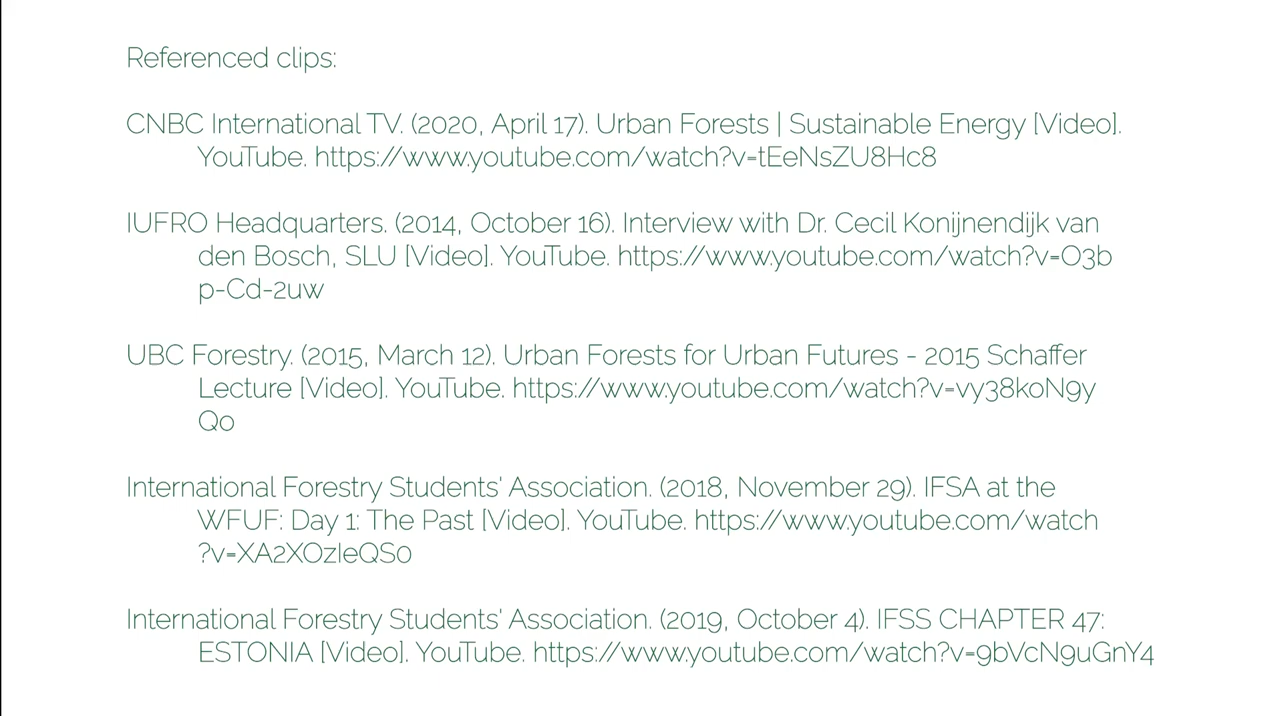 Referenced clips:
CNBC International TV. (2020, April 17). Urban Forests | Sustainable Energy [Video].
YouTube. https://www.youtube.com/watch?v=tEeNsZU8Hc8
IUFRO Headquarters. (2014, October 16). Interview with Dr. Cecil Konijnendijk van
den Bosch, SLU [Video]. YouTube. https://www.youtube.com/watch?v=O3b
p-Cd-2uw
UBC Forestry. (2015, March 12). Urban Forests for Urban Futures - 2015 Schaffer
Lecture [Video]. YouTube. https://www.youtube.com/watch?v=vy38koN9y
Qo
International Forestry Students' Association. (2018, November 29). IFSA at the
WFUF: Day 1: The Past [Video]. YouTube. https://www.youtube.com/watch
?v=XA2XOzIeQS0
International Forestry Students' Association. (2019, October 4). IFSS CHAPTER 47:
ESTONIA [Video]. YouTube. https://www.youtube.com/watch?v=9bVcN9uGnY4